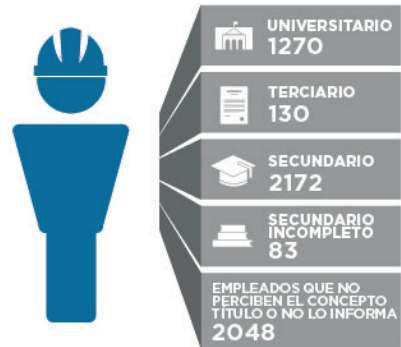 UNIVERSITARIO
1270
TERCIARIO
130
SECUNDARIO
2172
SECUNDARIO
INCOMPLETO
83
EMPLEADOS QUE NO
PERCIBEN EL CONCEPTO
TÍTULO O NO LO INFORMA
2048